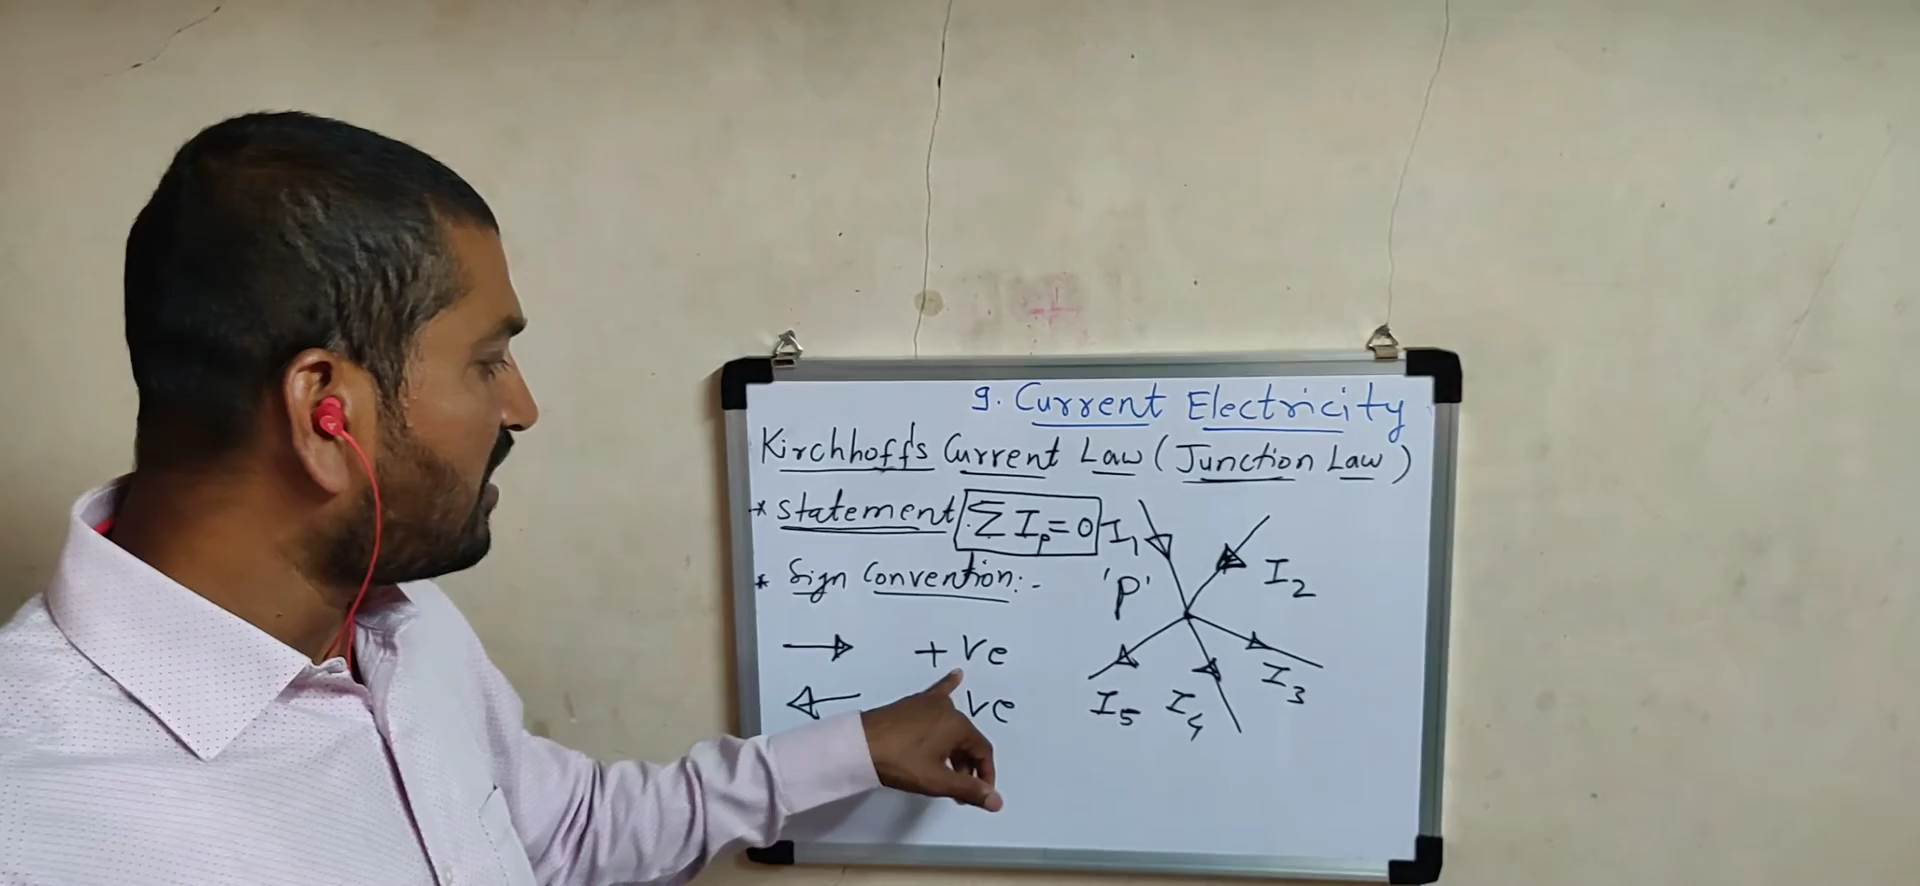 9. Current Electricity
Kirchhoff's Current Law (Junction Law)
* Statement: ΣIₚ=0
* Sign Convention:-
→ +ve
← ve
I₁
I₂
'P'
I₃
I₄
I₅